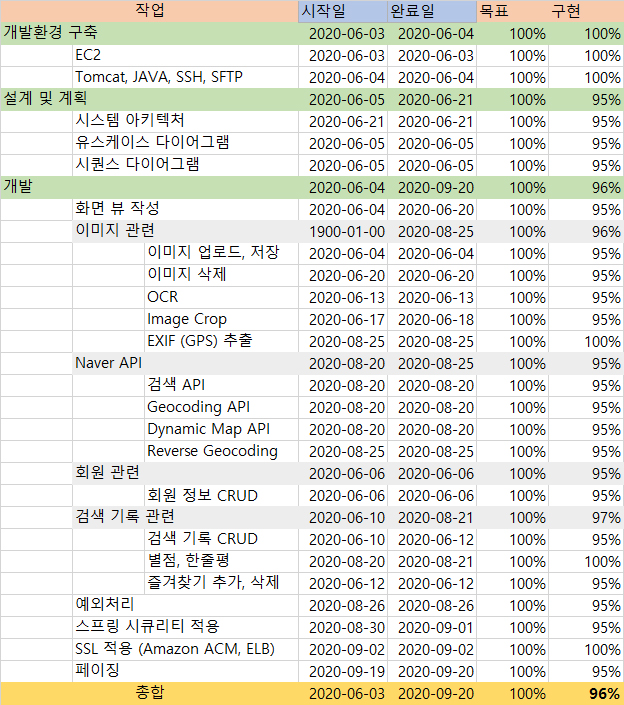 작업 시작일 완료일 목표 구현
개발환경 구축 2020-06-03 2020-06-04 100% 100%
EC2 2020-06-03 2020-06-03 100% 100%
Tomcat, JAVA, SSH, SFTP 2020-06-04 2020-06-04 100% 100%
설계 및 계획 2020-06-05 2020-06-21 100% 95%
시스템 아키텍처 2020-06-21 2020-06-21 100% 95%
유스케이스 다이어그램 2020-06-05 2020-06-05 100% 95%
시퀀스 다이어그램 2020-06-05 2020-06-05 100% 95%
개발 2020-06-04 2020-09-20 100% 96%
화면 뷰 작성 2020-06-04 2020-06-20 100% 95%
이미지 관련 1900-01-00 2020-08-25 100% 96%
이미지 업로드, 저장 2020-06-04 2020-06-04 100% 95%
이미지 삭제 2020-06-20 2020-06-20 100% 95%
OCR 2020-06-13 2020-06-13 100% 95%
Image Crop 2020-06-17 2020-06-18 100% 95%
EXIF (GPS) 추출 2020-08-25 2020-08-25 100% 100%
Naver API 2020-08-20 2020-08-25 100% 95%
검색 API 2020-08-20 2020-08-20 100% 95%
Geocoding API 2020-08-20 2020-08-20 100% 95%
Dynamic Map API 2020-08-20 2020-08-20 100% 95%
Reverse Geocoding 2020-08-25 2020-08-25 100% 95%
회원 관련 2020-06-06 2020-06-06 100% 95%
회원 정보 CRUD 2020-06-06 2020-06-06 100% 95%
검색 기록 관련 2020-06-10 2020-08-21 100% 97%
검색 기록 CRUD 2020-06-10 2020-06-12 100% 95%
별점, 한줄평 2020-08-20 2020-08-21 100% 100%
즐겨찾기 추가, 삭제 2020-06-12 2020-06-12 100% 95%
예외처리 2020-08-26 2020-08-26 100% 95%
스프링 시큐리티 적용 2020-08-30 2020-09-01 100% 95%
SSL 적용 (Amazon ACM, ELB) 2020-09-02 2020-09-02 100% 100%
페이징 2020-09-19 2020-09-20 100% 95%
종합 2020-06-03 2020-09-20 100% 96%